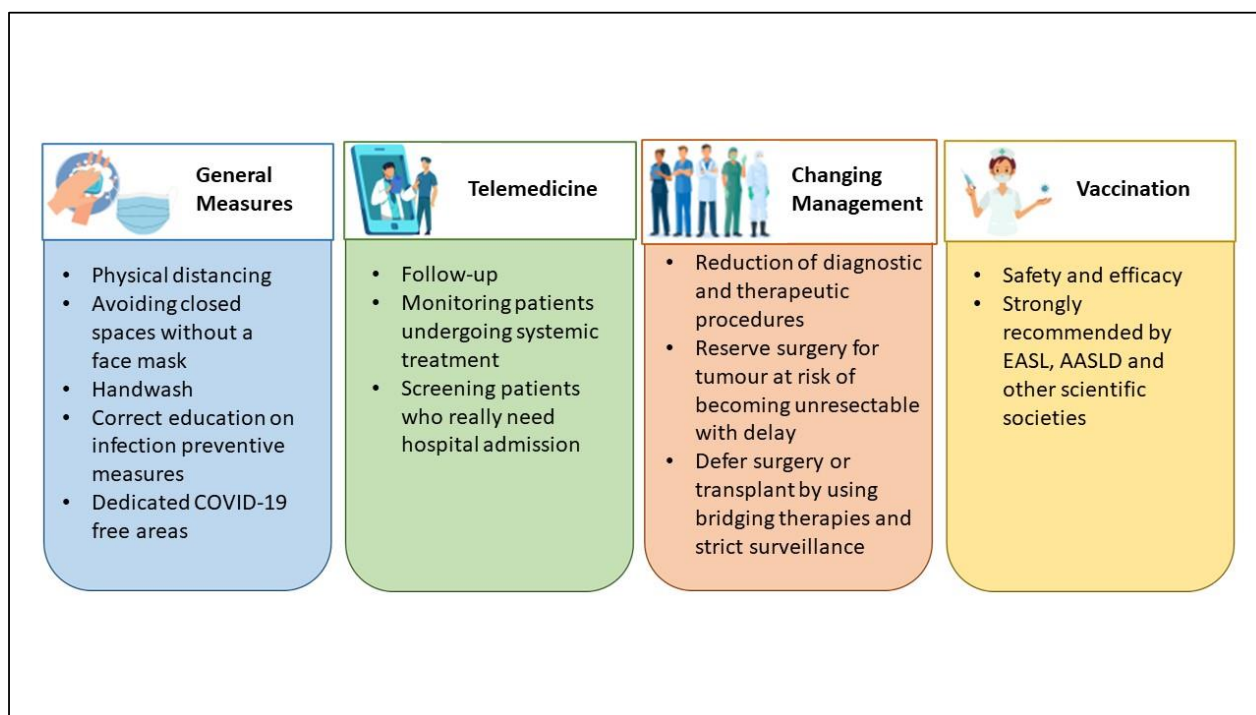 General
Measures
• Physical distancing
• Avoiding closed
spaces without a
face mask
• Handwash
• Correct education on
infection preventive
measures
• Dedicated COVID-19
free areas
Telemedicine
• Follow-up
• Monitoring patients
undergoing systemic
treatment
• Screening patients
who really need
hospital admission
Changing
Management
• Reduction of diagnostic
and therapeutic
procedures
• Reserve surgery for
tumour at risk of
becoming unresectable
with delay
• Defer surgery or
transplant by using
bridging therapies and
strict surveillance
Vaccination
• Safety and efficacy
• Strongly
recommended by
EASL, AASLD and
other scientific
societies